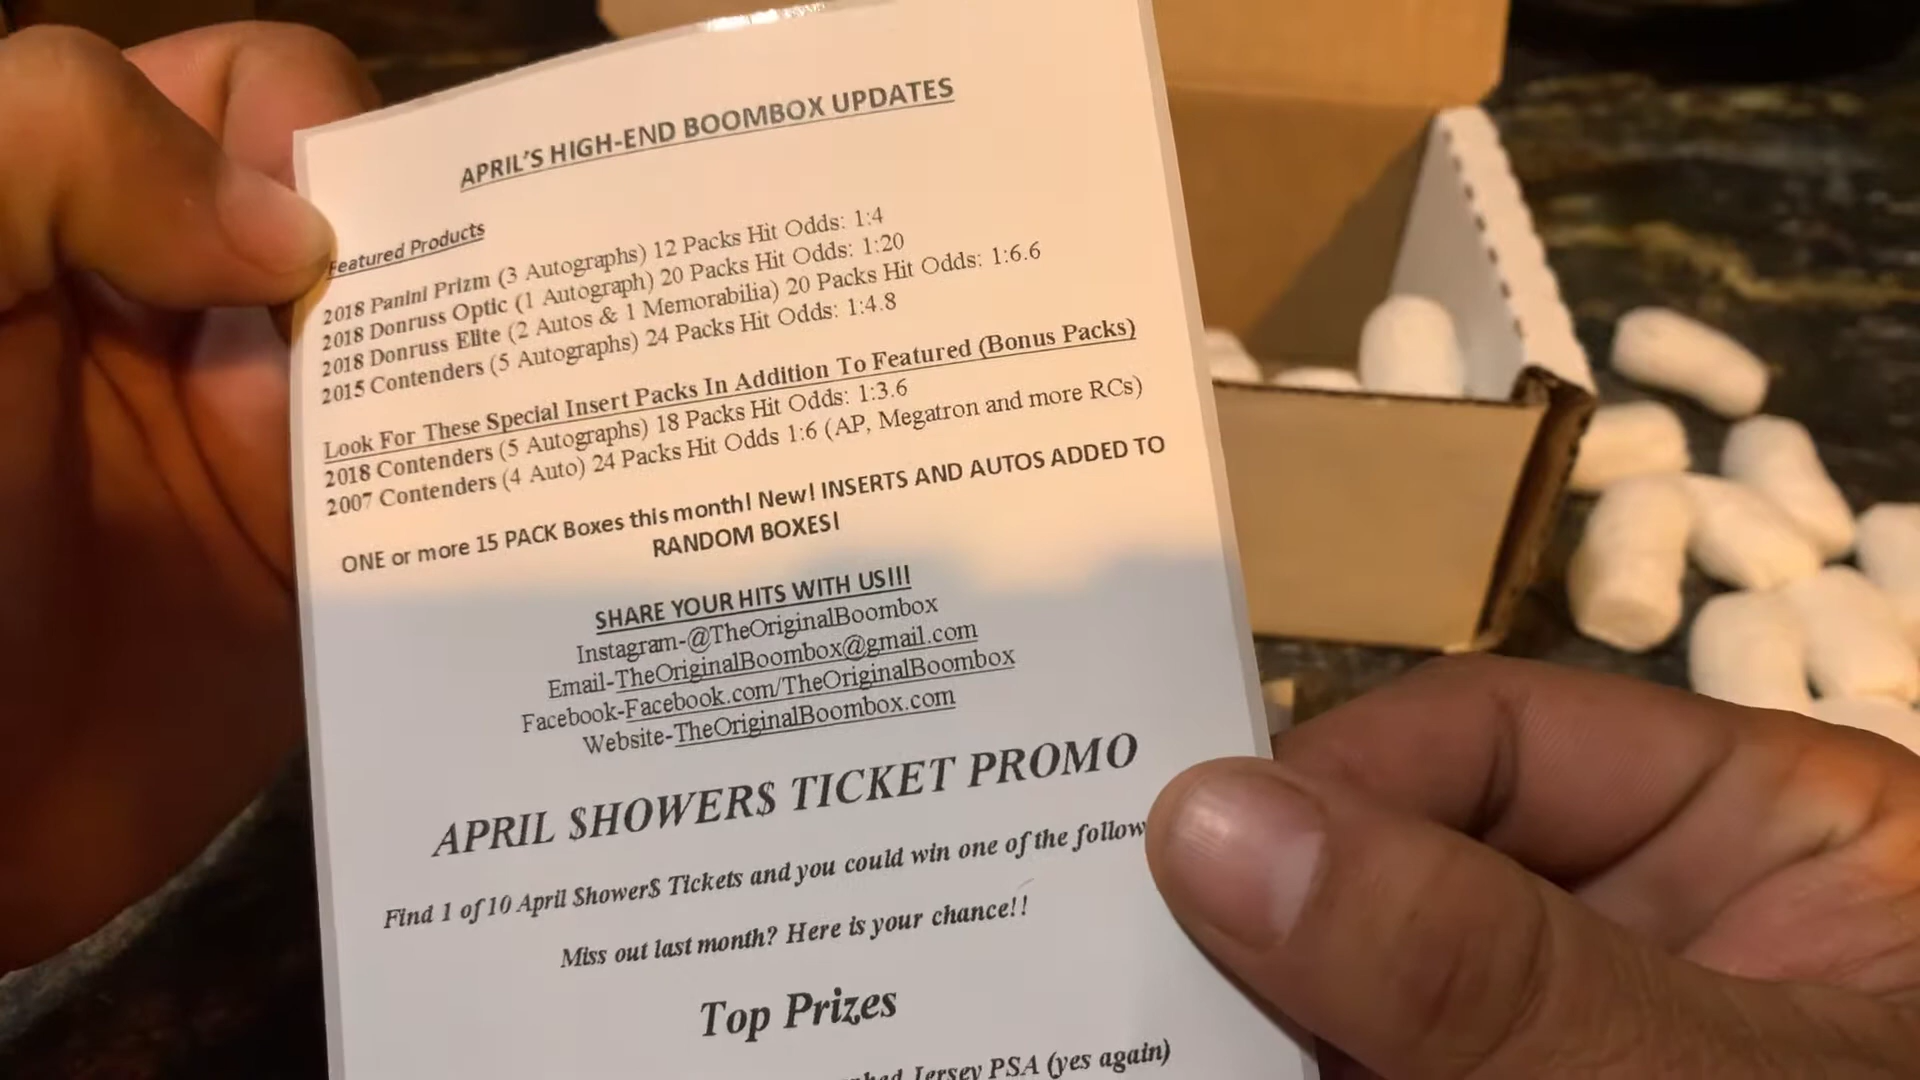 APRIL'S HIGH-END BOOMBOX UPDATES
Featured Products
2018 Panini Prizm (3 Autographs) 12 Packs Hit Odds: 1:4
2018 Donruss Optic (1 Autograph) 20 Packs Hit Odds: 1:20
2018 Donruss Elite (2 Autos & 1 Memorabilia) 20 Packs Hit Odds: 1:6.6
2015 Contenders (5 Autographs) 24 Packs Hit Odds: 1:4.8
Look For These Special Insert Packs In Addition To Featured (Bonus Packs)
2018 Contenders (5 Autographs) 18 Packs Hit Odds: 1:3.6
2007 Contenders (4 Auto) 24 Packs Hit Odds 1:6 (AP, Megatron and more RCs)
ONE or more 15 PACK Boxes this month! New! INSERTS AND AUTOS ADDED TO
RANDOM BOXES!
SHARE YOUR HITS WITH US!!!
Instagram-@TheOriginalBoombox
Email-TheOriginalBoombox@gmail.com
Facebook-Facebook.com/TheOriginalBoombox
Website-TheOriginalBoombox.com
APRIL $HOWER$ TICKET PROMO
Find 1 of 10 April $hower$ Tickets and you could win one of the follow
Miss out last month? Here is your chance!!
Top Prizes
Jersey PSA (yes again)